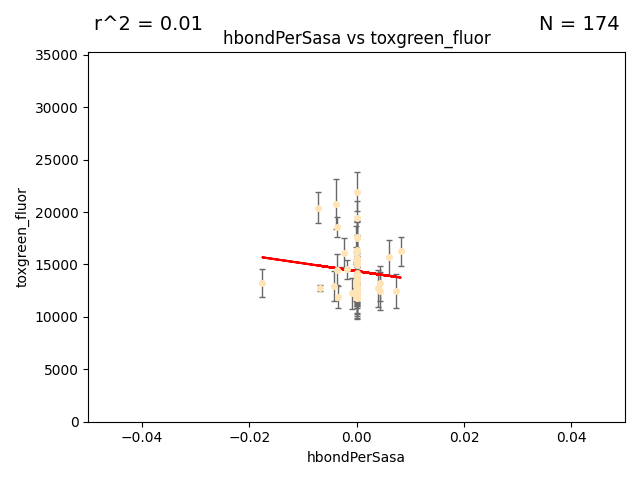 r^2 = 0.01
N = 174
hbondPerSasa vs toxgreen_fluor
35000
30000
25000
20000
15000
10000
5000
0
toxgreen_fluor
−0.04
−0.02
0.00
0.02
0.04
hbondPerSasa